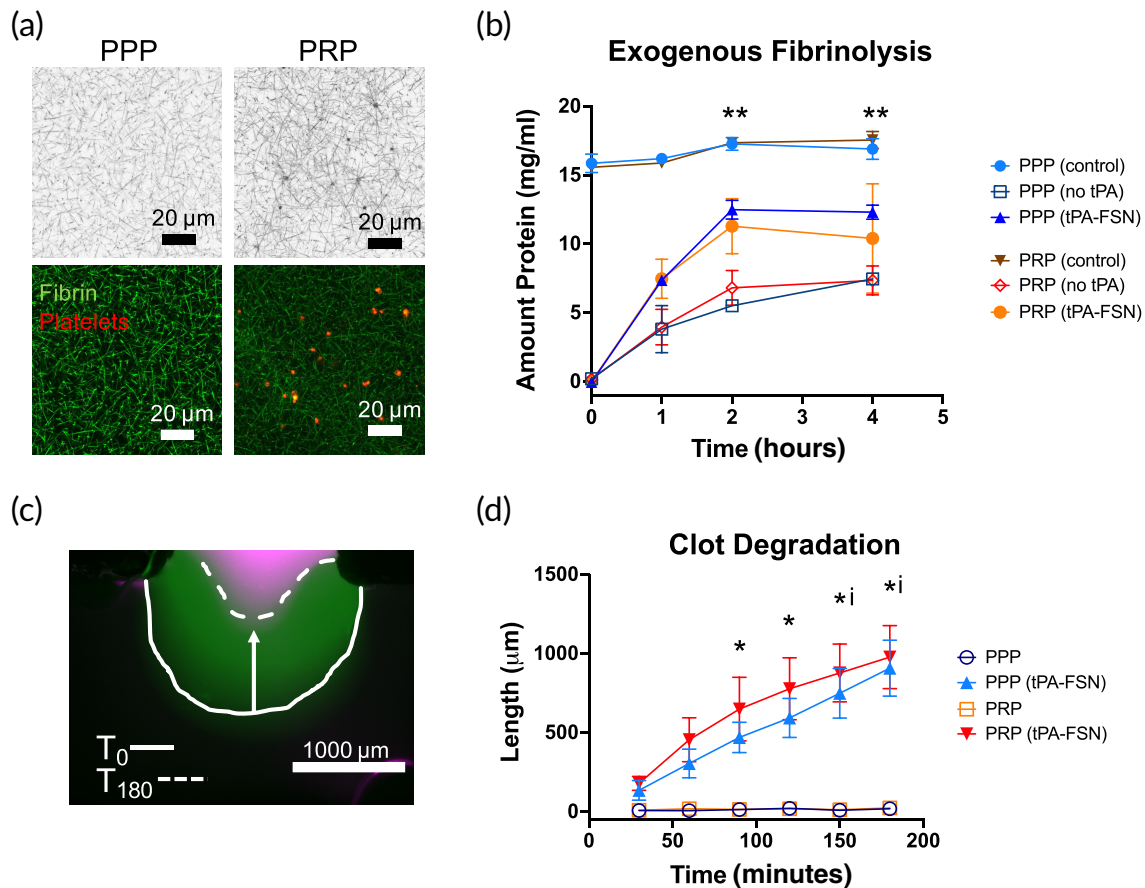 (a)
PPP
PRP
20 µm
20 µm
Fibrin
Platelets
20 µm
20 µm
(b)
Exogenous Fibrinolysis
Amount Protein (mg/ml)
20
15
10
5
0
**
**
0
1
2
3
4
5
Time (hours)
PPP (control)
PPP (no tPA)
PPP (tPA-FSN)
PRP (control)
PRP (no tPA)
PRP (tPA-FSN)
(c)
T0
T180
1000 µm
(d)
Clot Degradation
Length (µm)
1500
1000
500
0
*
*
*i
*i
0
50
100
150
200
Time (minutes)
PPP
PPP (tPA-FSN)
PRP
PRP (tPA-FSN)